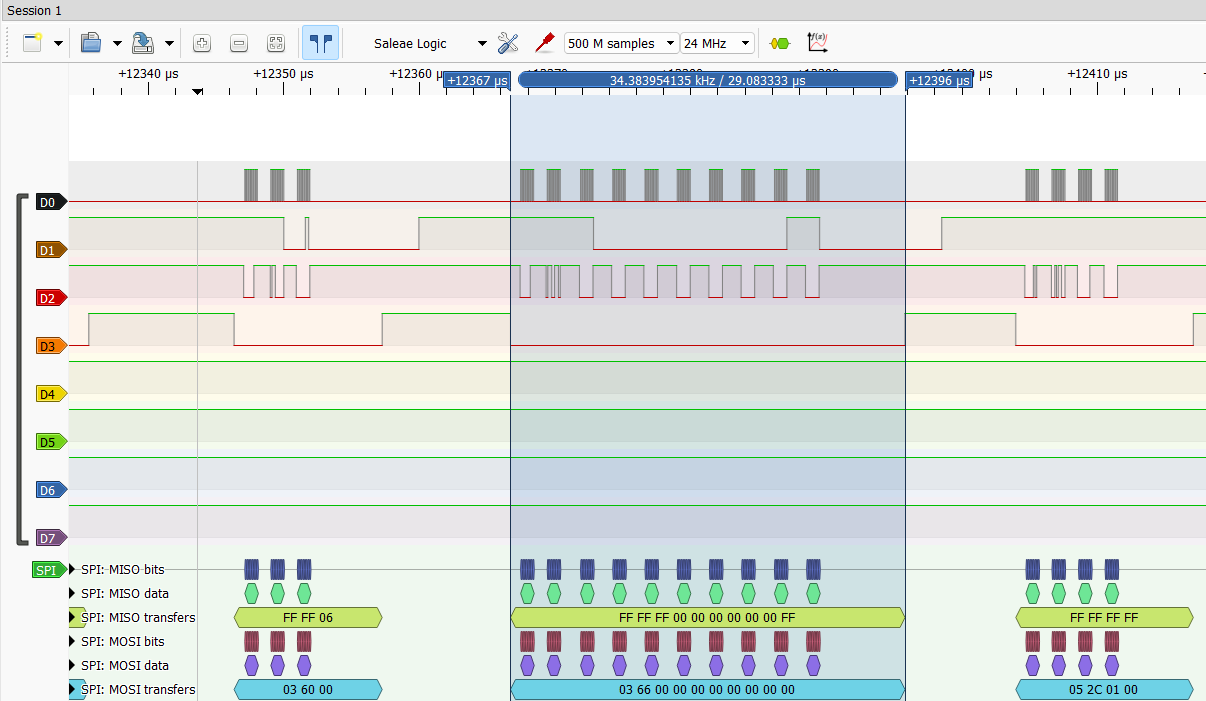 Session 1
Saleae Logic 500 M samples 24 MHz f(x)
+12340 µs +12350 µs +12360 +12367 µs 34.383954135 kHz / 29.083333 µs +12396 µs µs +12410 µs
D0
D1
D2
D3
D4
D5
D6
D7
SPI SPI: MISO bits
SPI: MISO data
SPI: MISO transfers FF FF 06 FF FF FF 00 00 00 00 00 00 FF FF FF FF FF
SPI: MOSI bits
SPI: MOSI data
SPI: MOSI transfers 03 60 00 03 66 00 00 00 00 00 00 00 00 05 2C 01 00